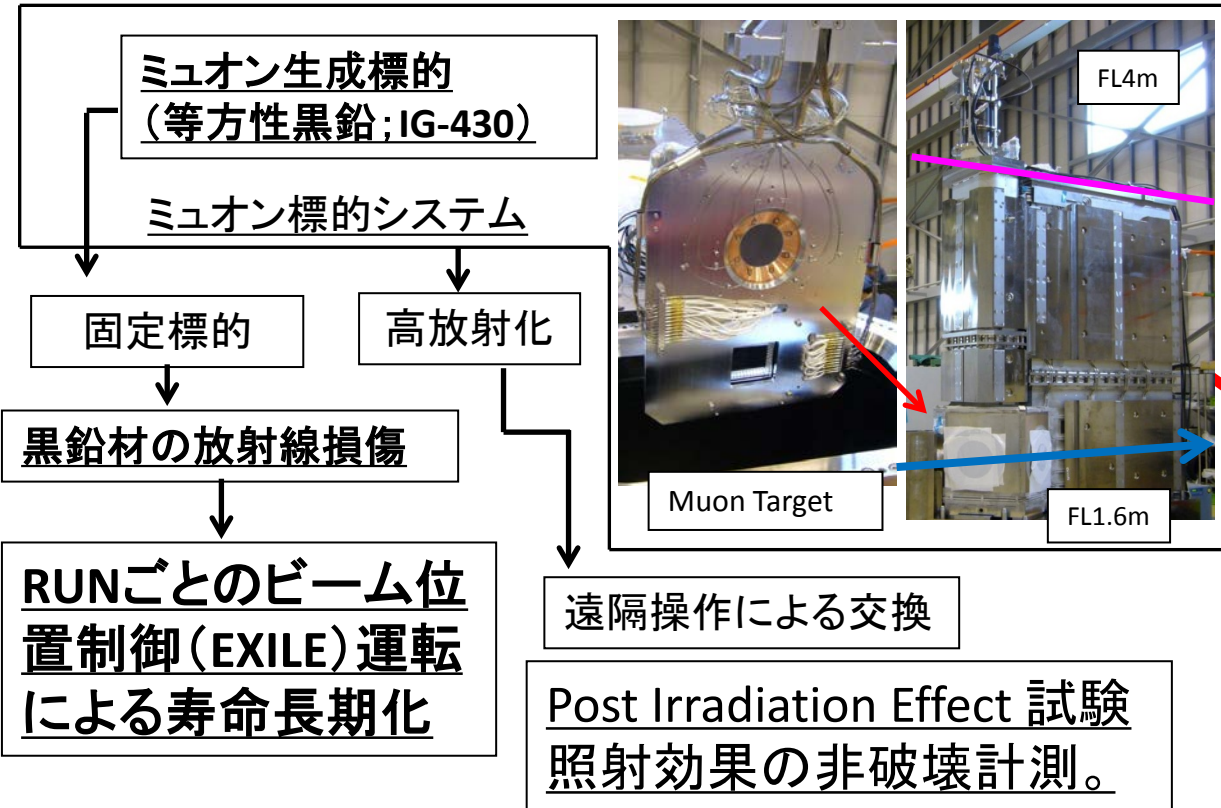 ミュオン生成標的
（等方性黒鉛；IG-430）
ミュオン標的システム
固定標的
高放射化
黒鉛材の放射線損傷
RUNごとのビーム位
置制御（EXILE）運転
による寿命長期化
遠隔操作による交換
Post Irradiation Effect 試験
照射効果の非破壊計測。
Muon Target
FL4m
FL1.6m